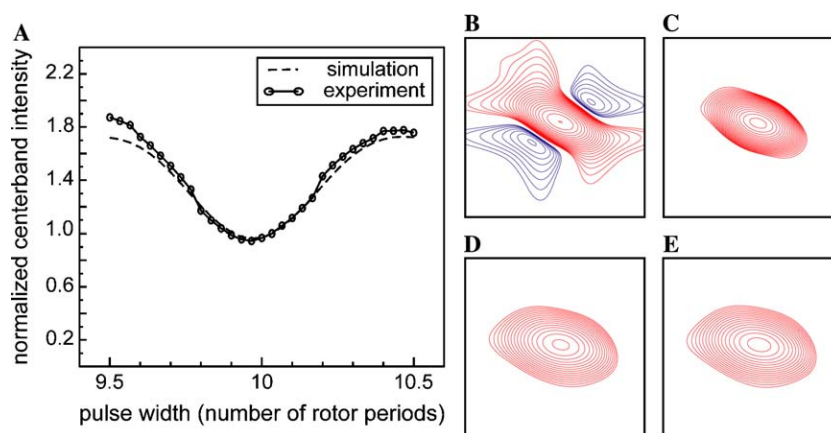 A
normalized centerband intensity
2.2
1.8
1.4
1.0
0.6
0.2
simulation
experiment
9.5
10
10.5
pulse width (number of rotor periods)
B
C
D
E